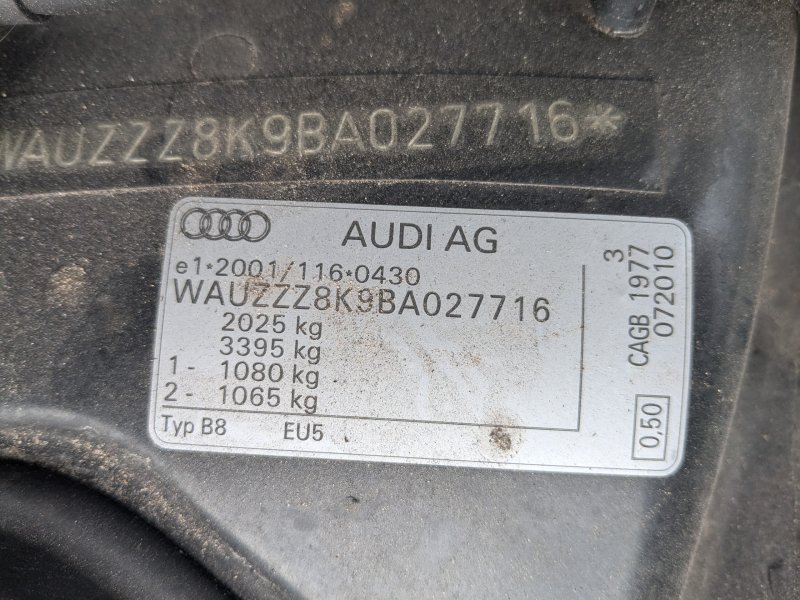 WAUZZZ8K9BA027716*
AUDI AG
e1*2001/116*0430
WAUZZZ8K9BA027716
2025 kg
3395 kg
1 - 1080 kg
2 - 1065 kg
Typ B8 EU5
3
CAGB 1977
072010
0,50